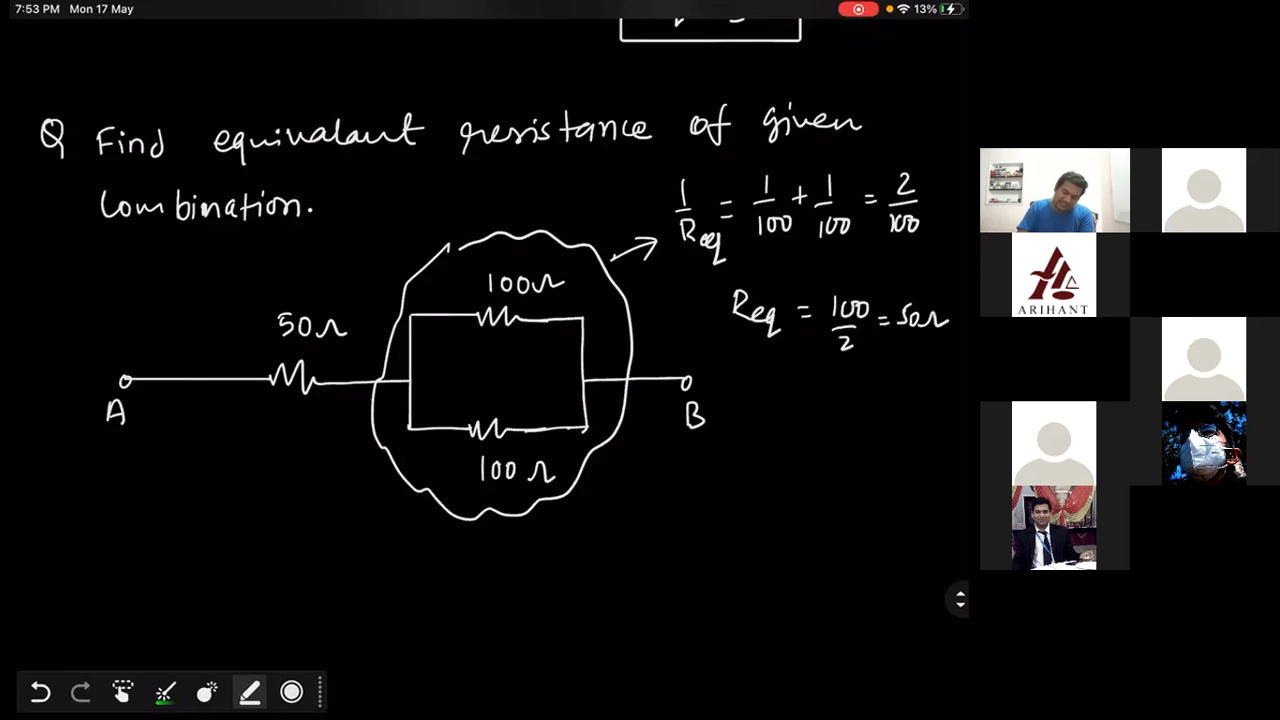 7:53 PM Mon 17 May
13%
Q Find equivalant resistance of given
combination.
1/Req = 1/100 + 1/100 = 2/100
Req = 100/2 = 50Ω
100Ω
50Ω
A
B
100Ω
ARIHANT